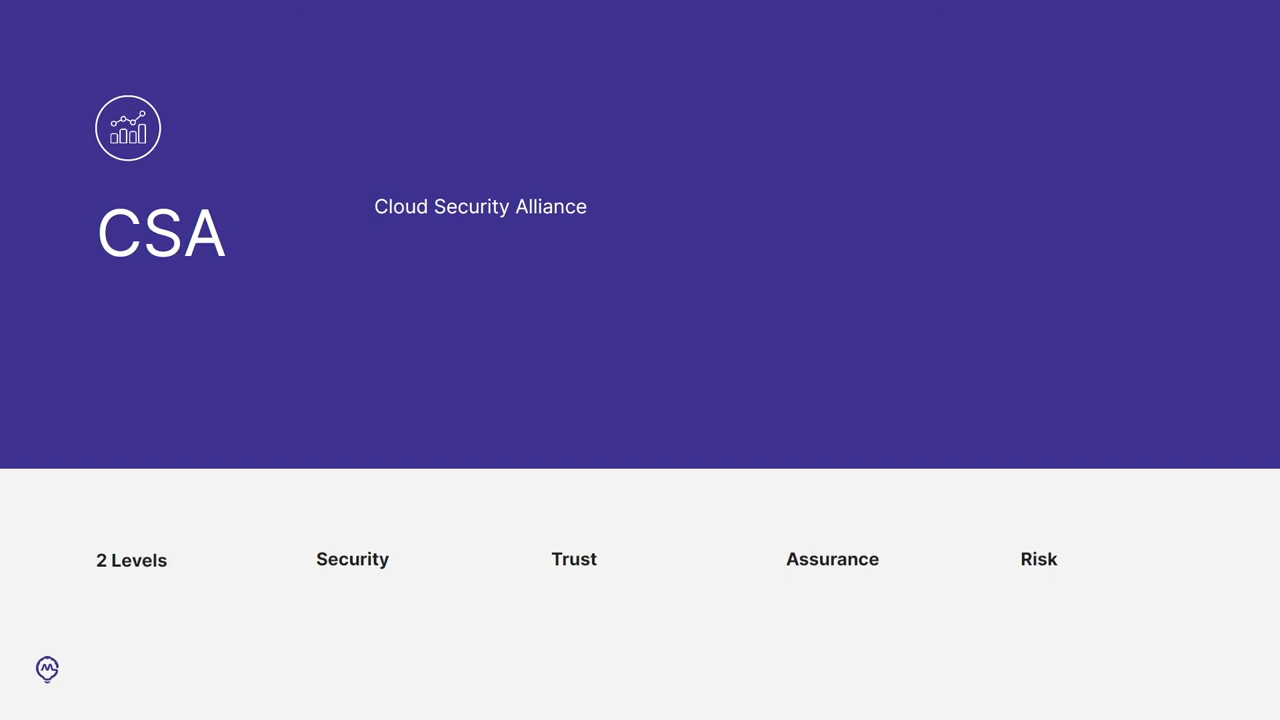 CSA
Cloud Security Alliance
2 Levels
Security
Trust
Assurance
Risk